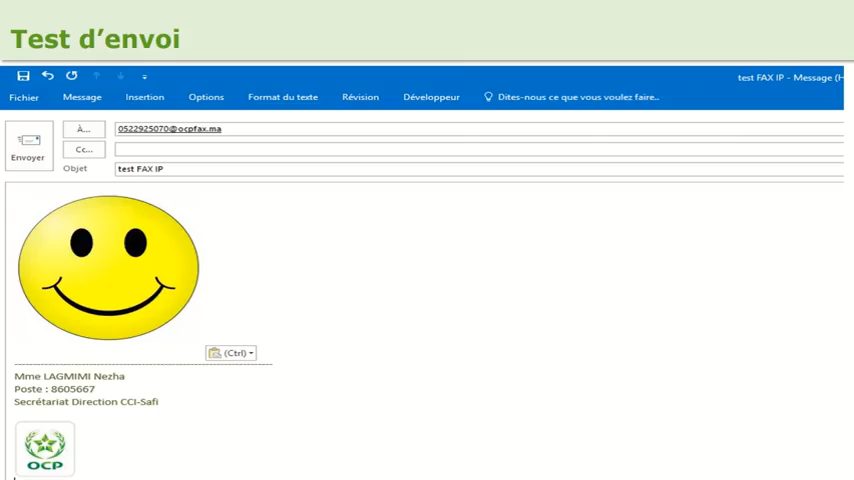 Test d’envoi
test FAX IP - Message (H
Fichier Message Insertion Options Format du texte Révision Développeur Dites-nous ce que vous voulez faire..
À... 0522925070@ocpfax.ma
Envoyer
Cc...
Objet test FAX IP
(Ctrl)
Mme LAGMIMI Nezha
Poste : 8605667
Secrétariat Direction CCI-Safi
OCP